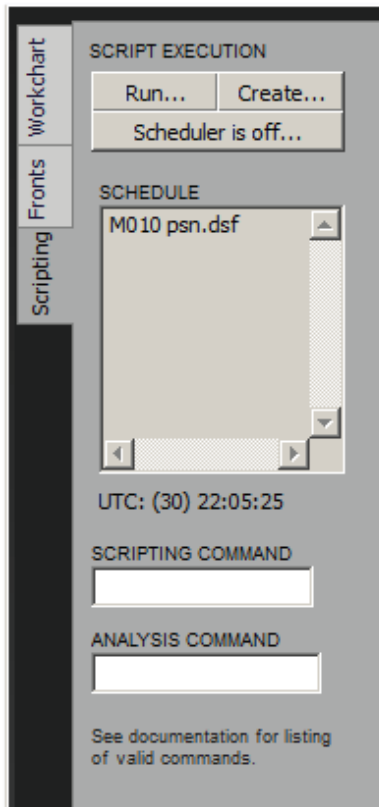 Workchart
Fronts
Scripting
SCRIPT EXECUTION
Run... Create...
Scheduler is off...
SCHEDULE
M010 psn.dsf
UTC: (30) 22:05:25
SCRIPTING COMMAND
ANALYSIS COMMAND
See documentation for listing
of valid commands.